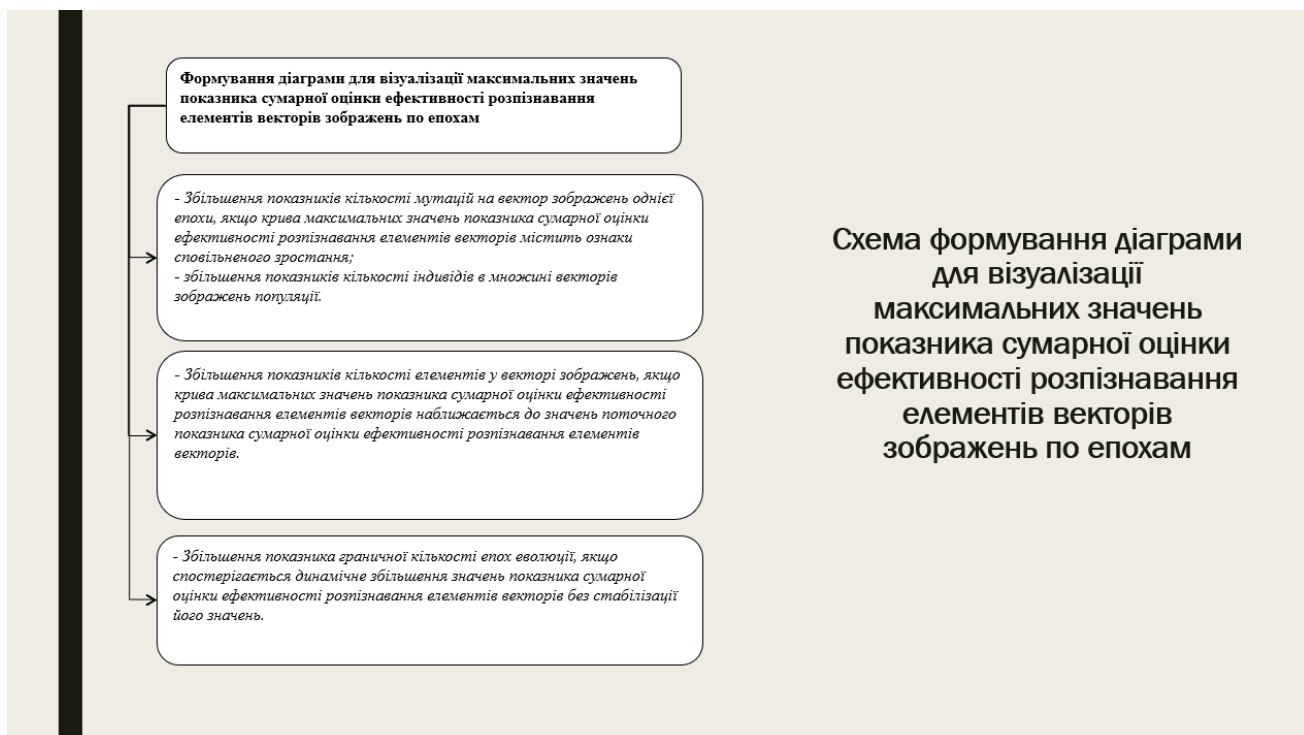 Формування діаграми для візуалізації максимальних значень
показника сумарної оцінки ефективності розпізнавання
елементів векторів зображень по епохам
- Збільшення показників кількості мутацій на вектор зображень однієї
епохи, якщо крива максимальних значень показника сумарної оцінки
ефективності розпізнавання елементів векторів містить ознаки
сповільненого зростання;
- збільшення показників кількості індивідів в множині векторів
зображень популяції.
- Збільшення показників кількості елементів у векторі зображень, якщо
крива максимальних значень показника сумарної оцінки ефективності
розпізнавання елементів векторів наближається до значень поточного
показника сумарної оцінки ефективності розпізнавання елементів
векторів.
- Збільшення показника граничної кількості епох еволюції, якщо
спостерігається динамічне збільшення значень показника сумарної
оцінки ефективності розпізнавання елементів векторів без стабілізації
його значень.
Схема формування діаграми
для візуалізації
максимальних значень
показника сумарної оцінки
ефективності розпізнавання
елементів векторів
зображень по епохам